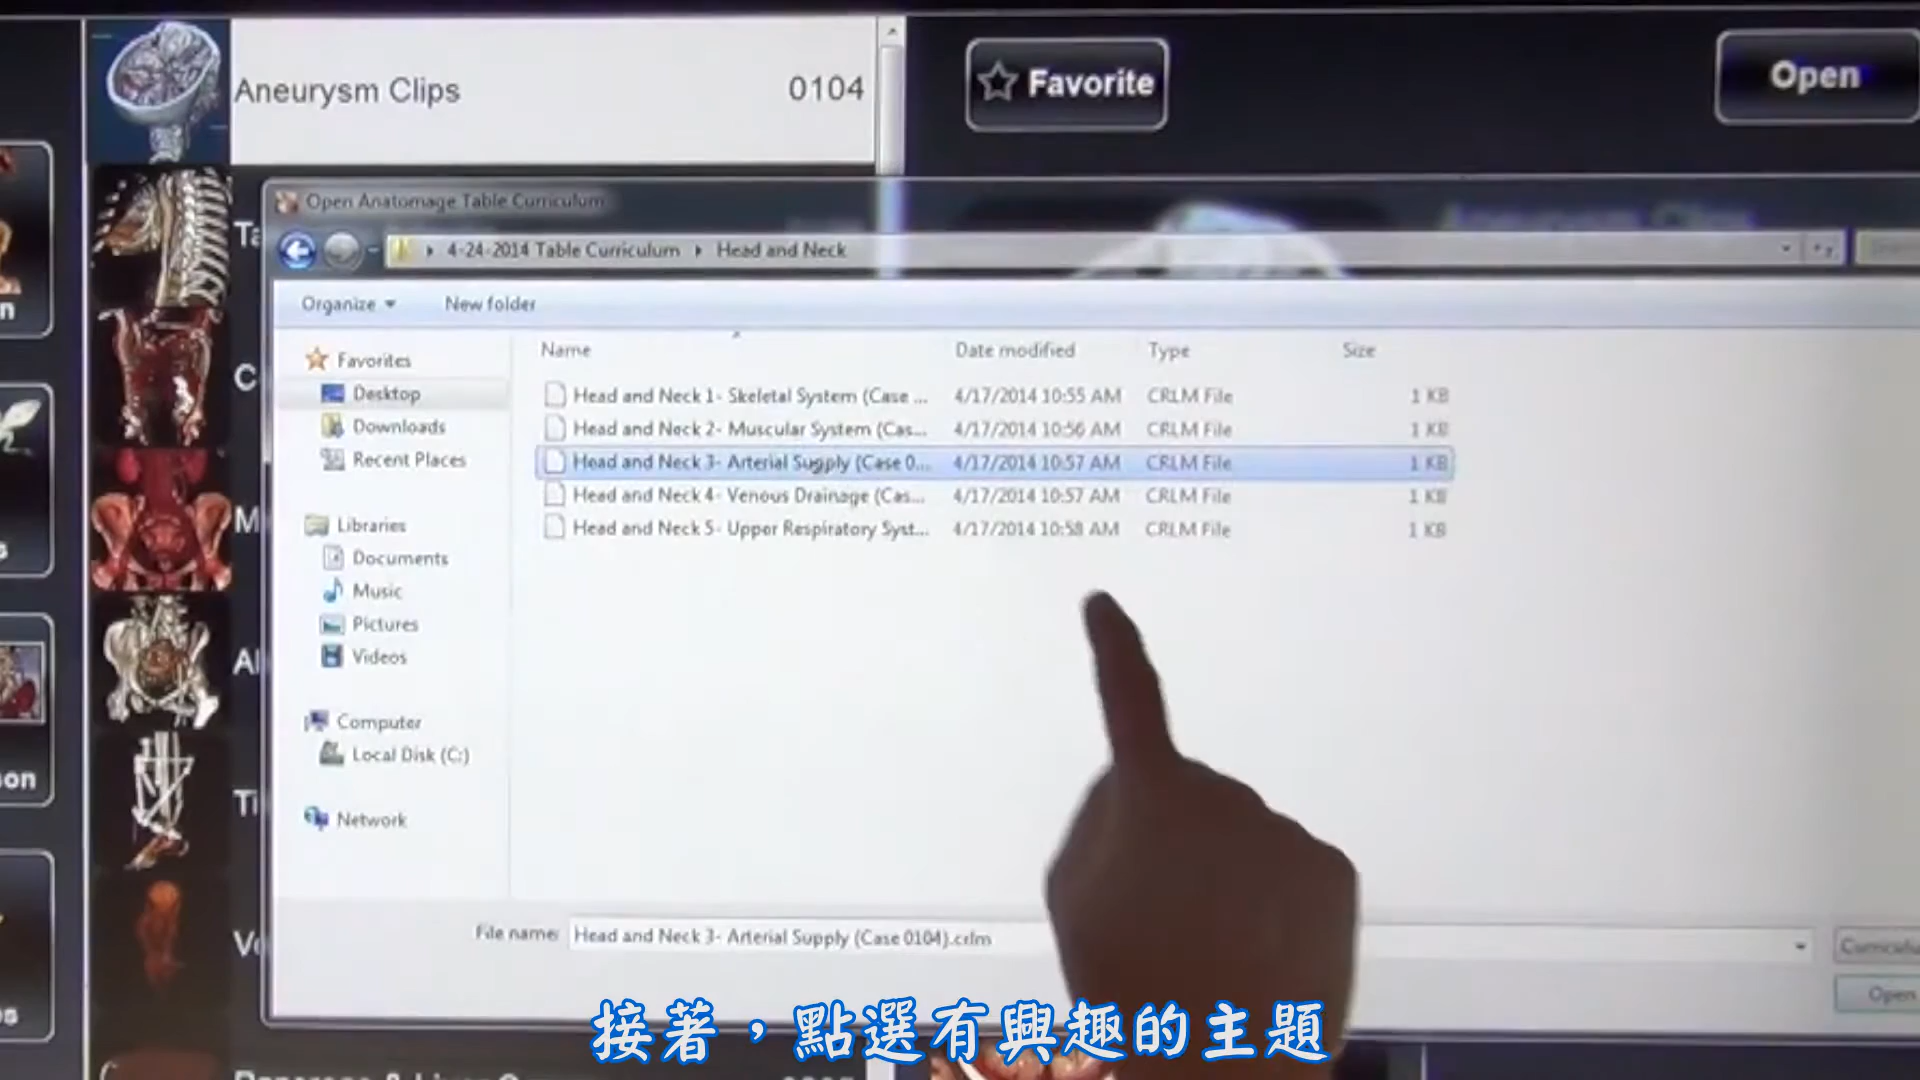 Aneurysm Clips 0104
Favorite
Open
Open Anatomage Table Curriculum
4-24-2014 Table Curriculum Head and Neck
Organize New folder
Name Date modified Type Size
Favorites
Desktop
Downloads
Recent Places
Libraries
Documents
Music
Pictures
Videos
Computer
Local Disk (C:)
Network
Head and Neck 1- Skeletal System (Case ... 4/17/2014 10:55 AM CRLM File 1 KB
Head and Neck 2- Muscular System (Cas... 4/17/2014 10:56 AM CRLM File 1 KB
Head and Neck 3- Arterial Supply (Case 0... 4/17/2014 10:57 AM CRLM File 1 KB
Head and Neck 4- Venous Drainage (Cas... 4/17/2014 10:57 AM CRLM File 1 KB
Head and Neck 5- Upper Respiratory Syst... 4/17/2014 10:58 AM CRLM File 1 KB
File name: Head and Neck 3- Arterial Supply (Case 0104).crlm
Open
接著，點選有興趣的主題